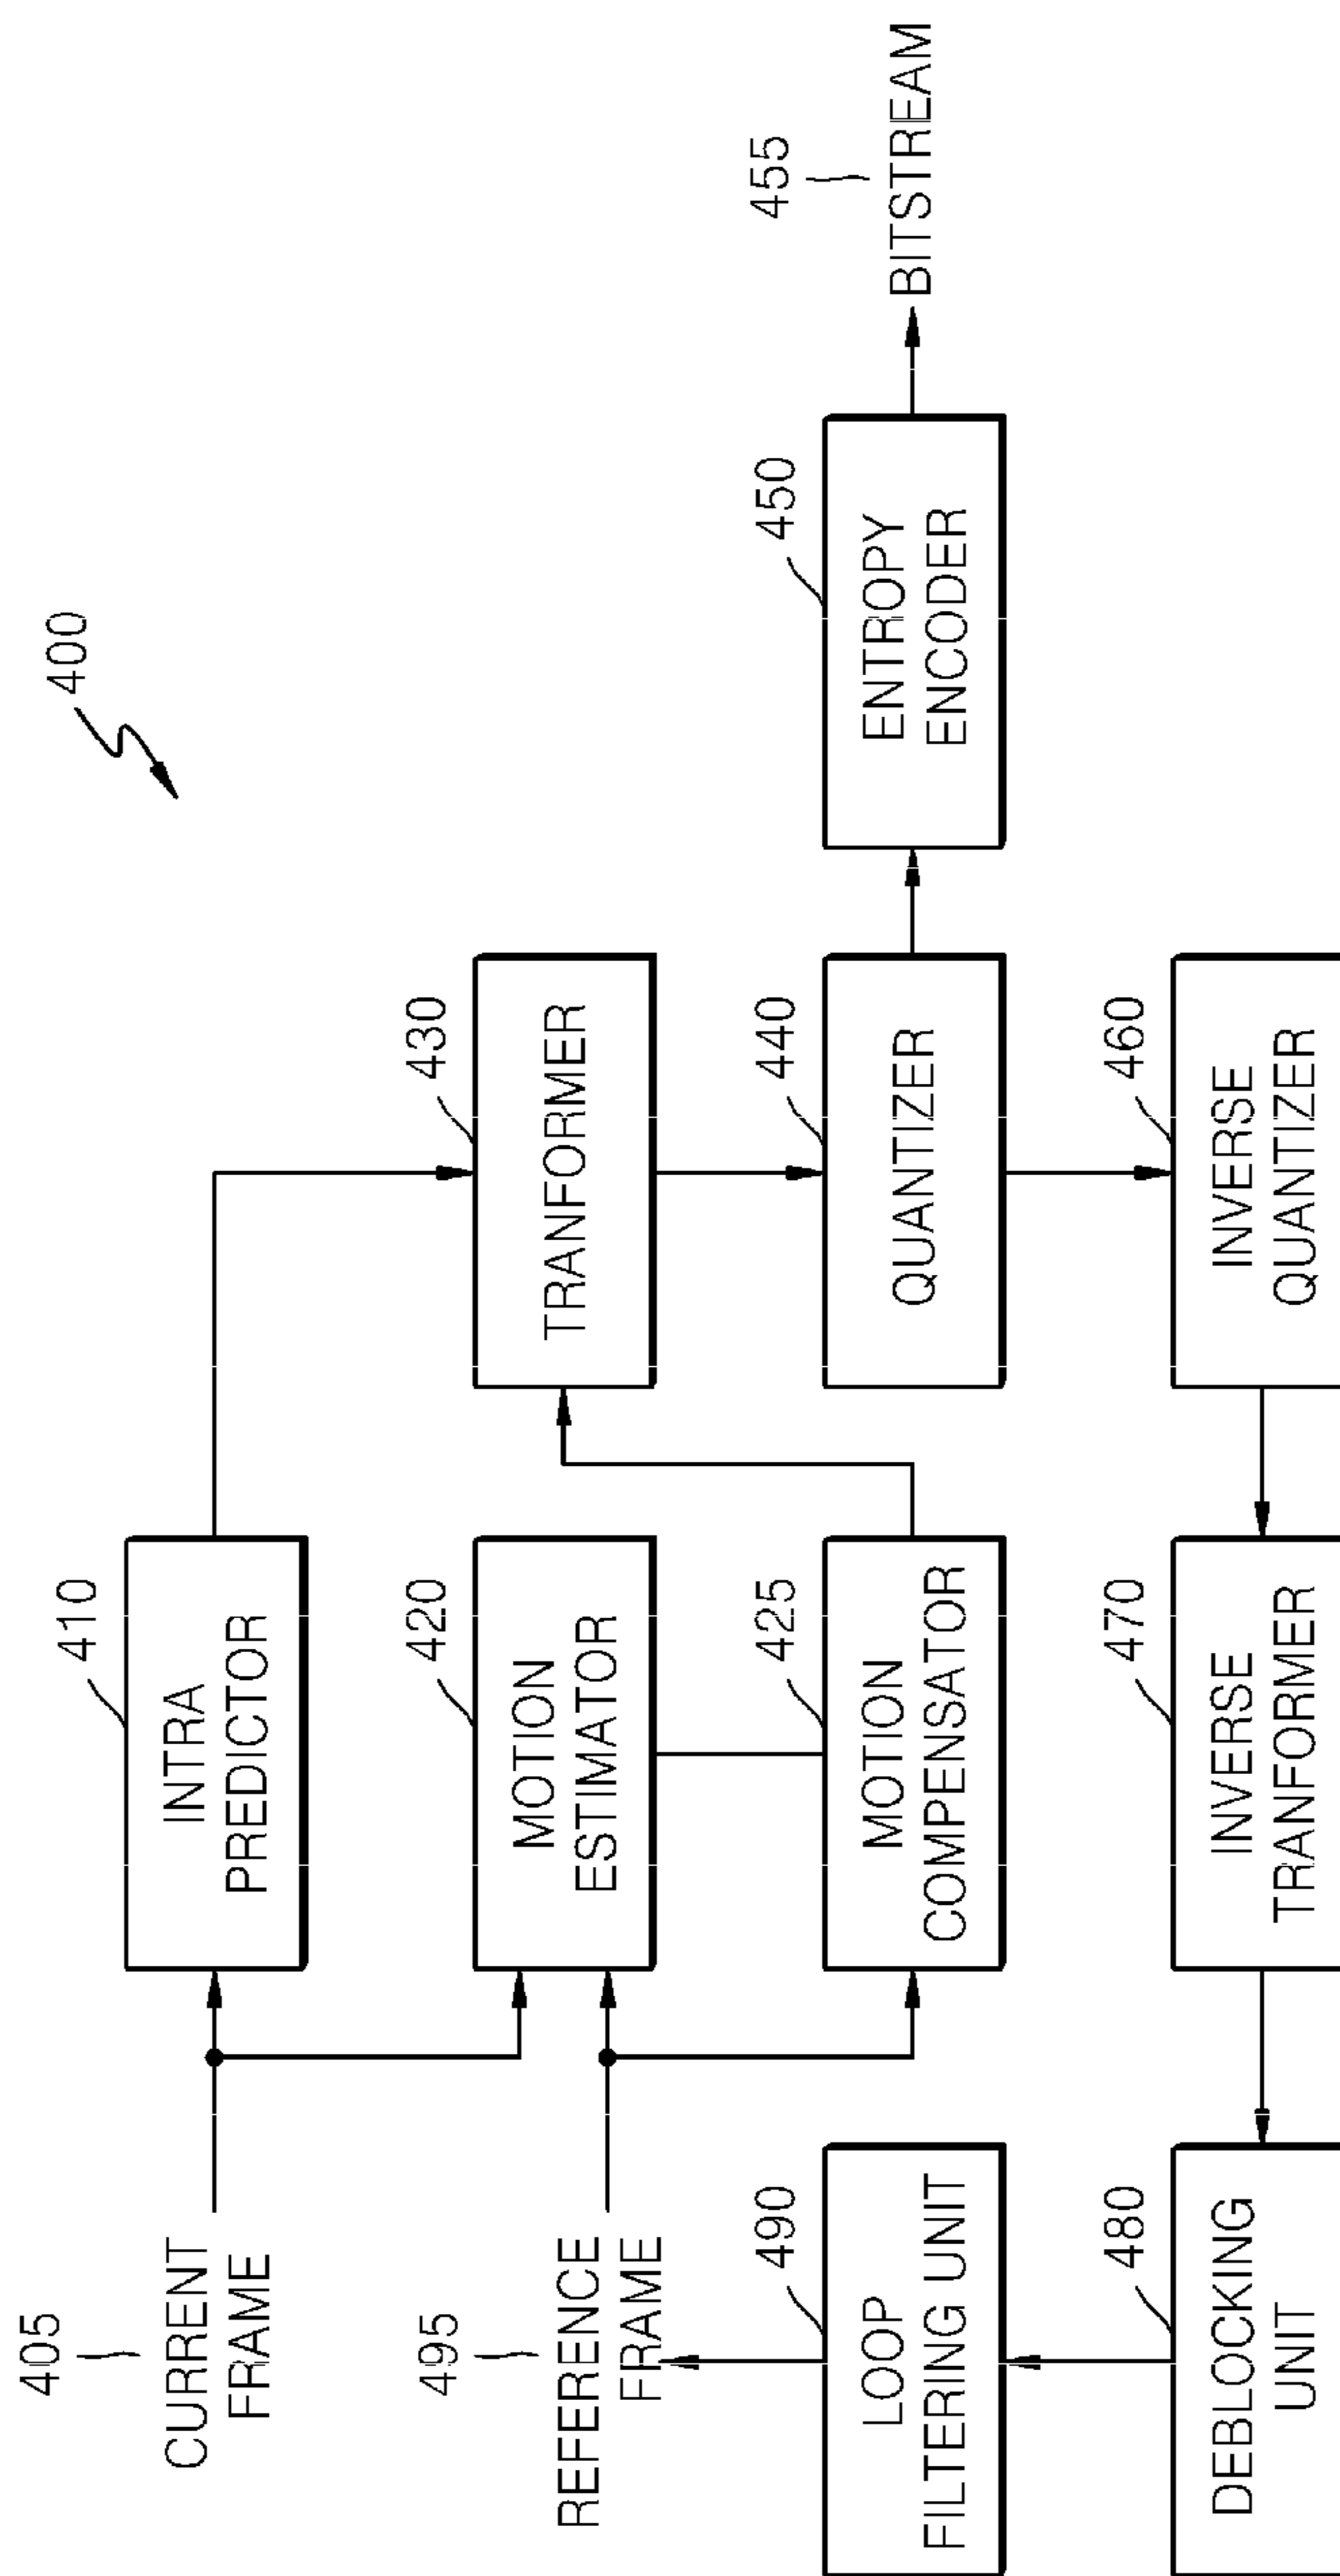 400
405
CURRENT
FRAME
410
INTRA
PREDICTOR
495
REFERENCE
FRAME
420
MOTION
ESTIMATOR
430
TRANFORMER
490
LOOP
FILTERING UNIT
425
MOTION
COMPENSATOR
440
QUANTIZER
450
ENTROPY
ENCODER
455
BITSTREAM
480
DEBLOCKING
UNIT
470
INVERSE
TRANFORMER
460
INVERSE
QUANTIZER